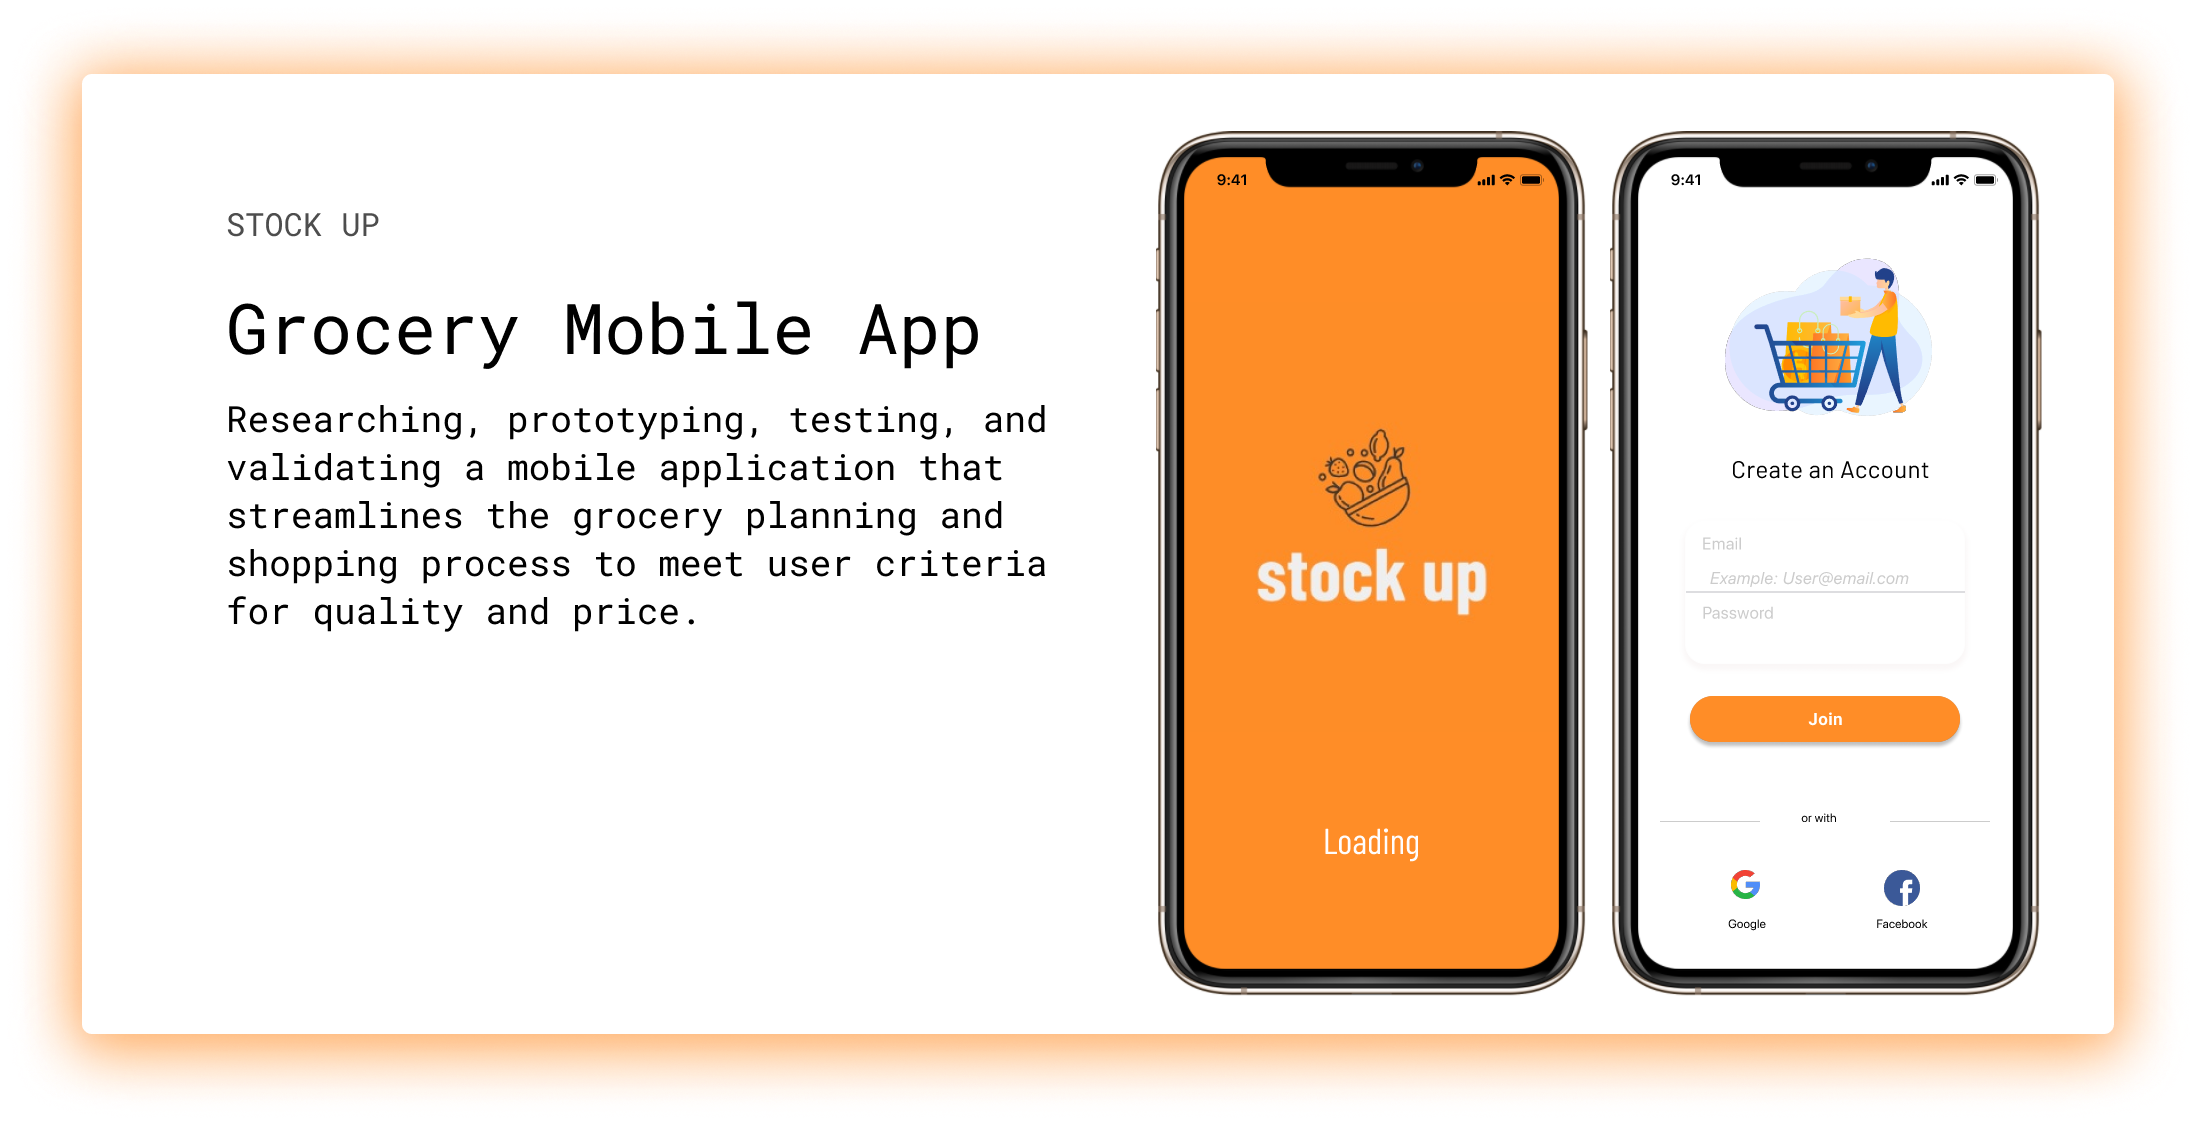 STOCK UP
Grocery Mobile App
Researching, prototyping, testing, and
validating a mobile application that
streamlines the grocery planning and
shopping process to meet user criteria
for quality and price.
9:41
stock up
Loading
9:41
Create an Account
Email
Example: User@email.com
Password
Join
or with
Google
Facebook